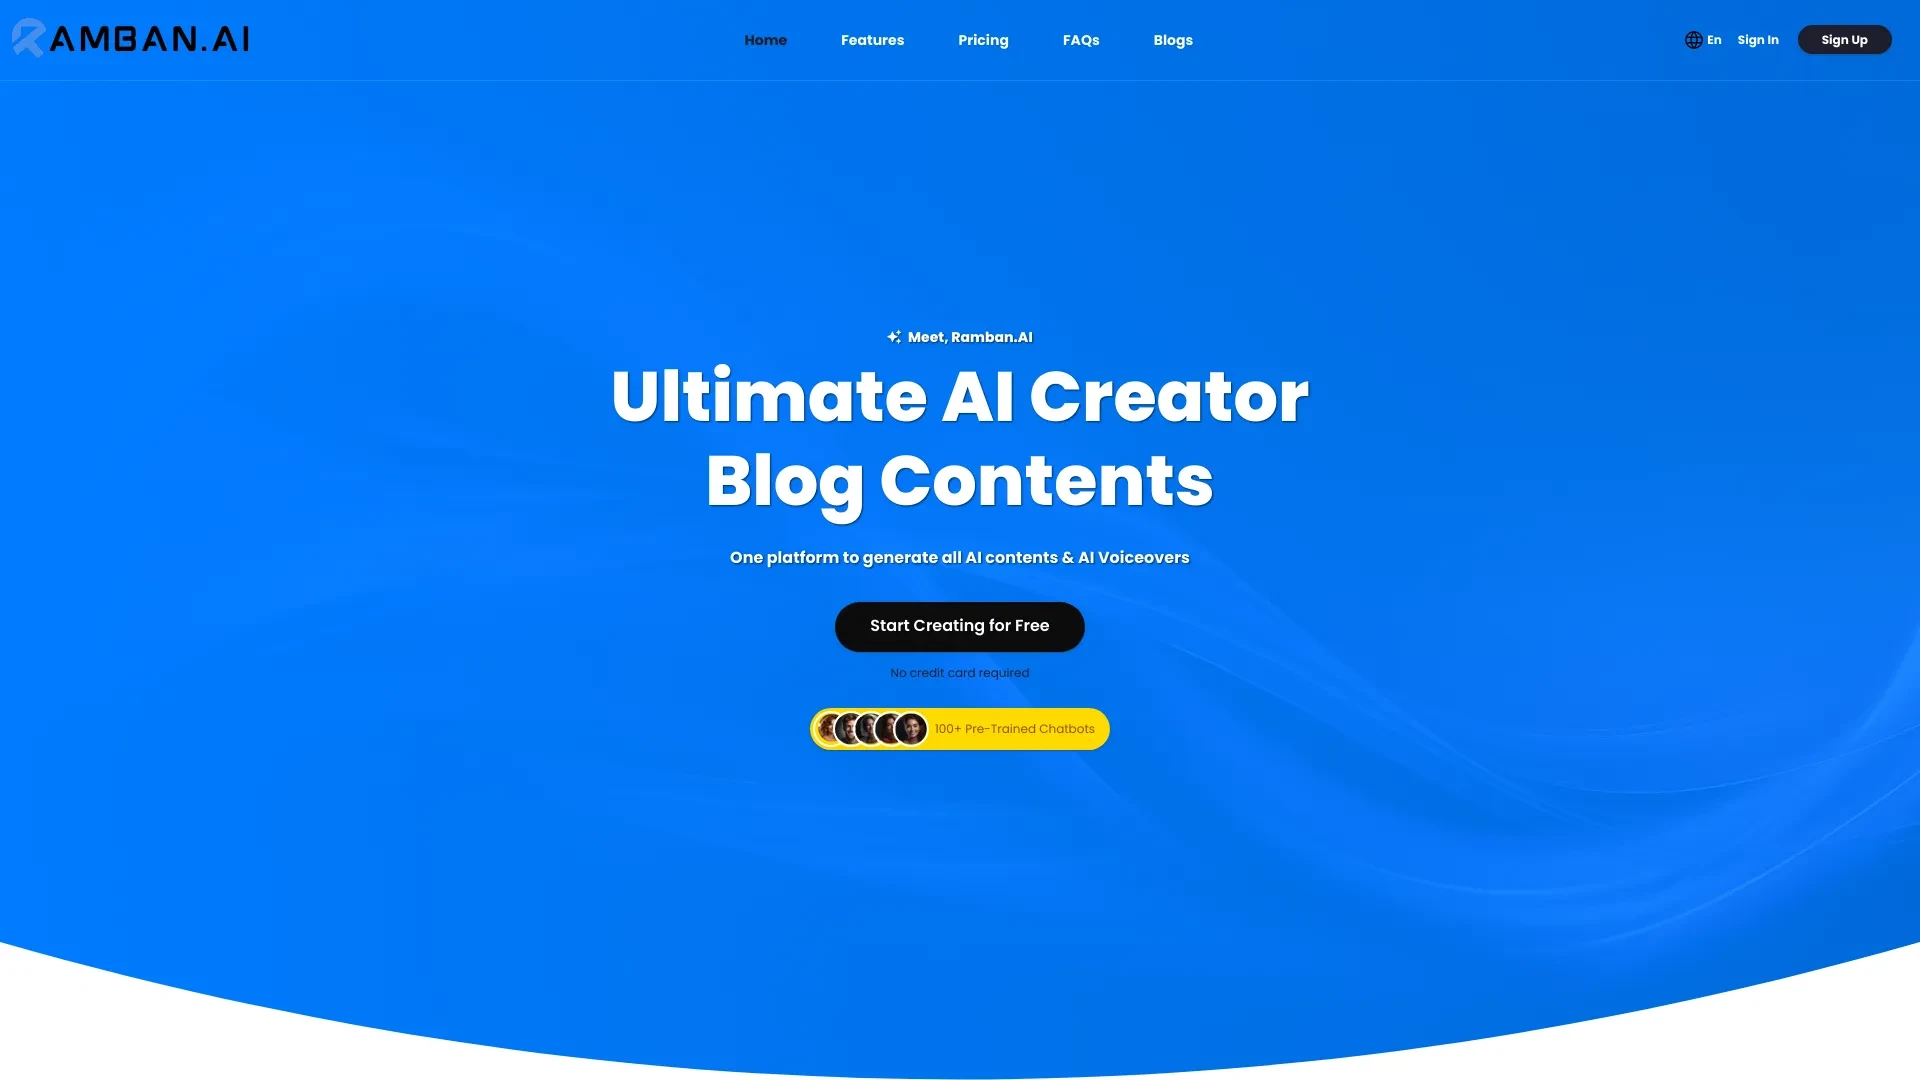 RAMBAN.AI
Home
Features
Pricing
FAQs
Blogs
En
Sign In
Sign Up
Meet, Ramban.AI
Ultimate AI Creator
Blog Contents
One platform to generate all AI contents & AI Voiceovers
Start Creating for Free
No credit card required
100+ Pre-Trained Chatbots